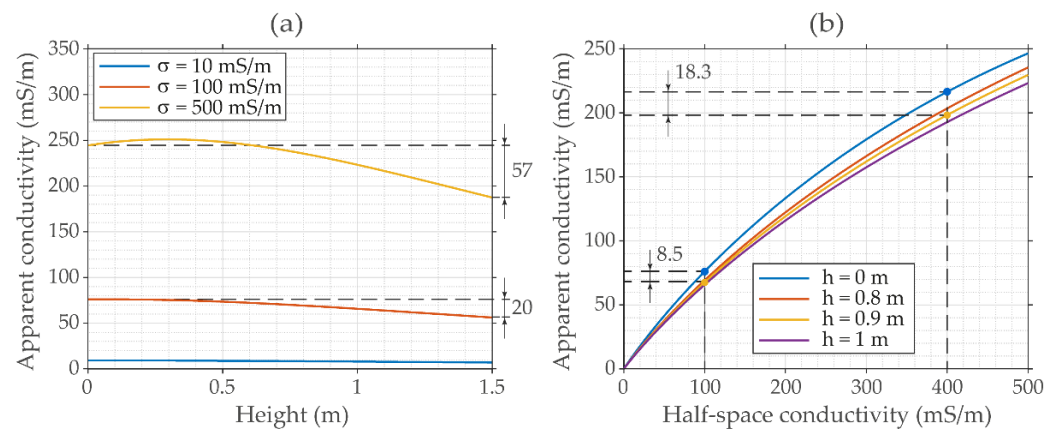 (a)
Apparent conductivity (mS/m)
350
300
250
200
150
100
50
0
σ = 10 mS/m
σ = 100 mS/m
σ = 500 mS/m
57
20
0
0.5
1
1.5
Height (m)
(b)
Apparent conductivity (mS/m)
250
200
150
100
50
0
18.3
8.5
h = 0 m
h = 0.8 m
h = 0.9 m
h = 1 m
0
100
200
300
400
500
Half-space conductivity (mS/m)